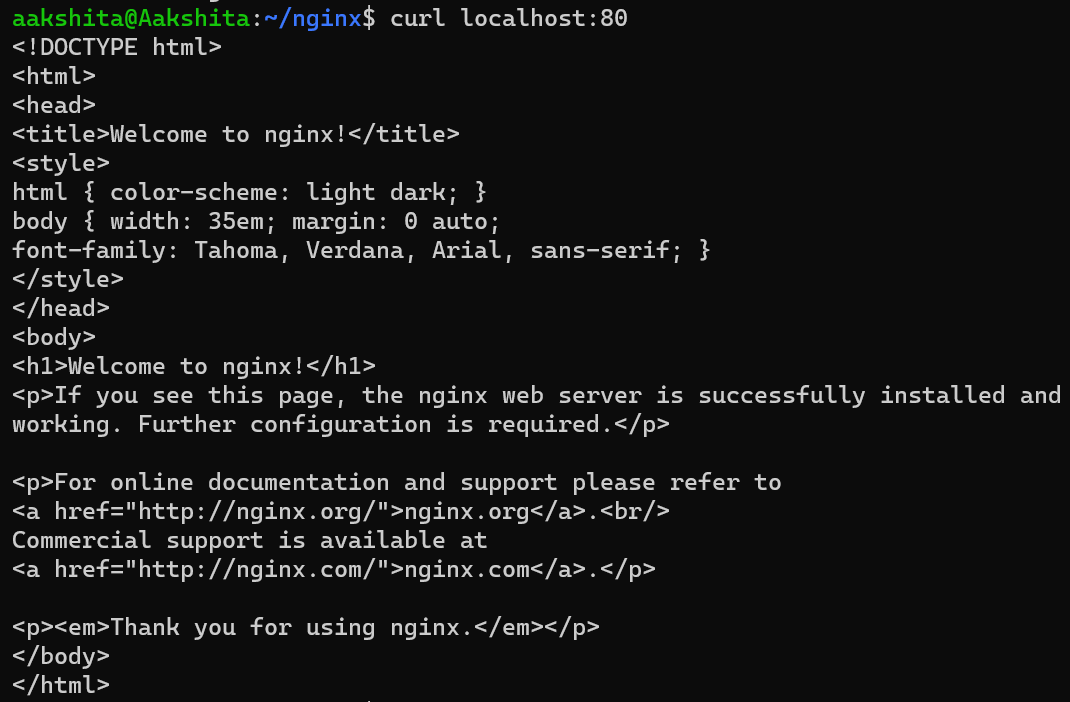 aakshita@Aakshita:~/nginx$ curl localhost:80
<!DOCTYPE html>
<html>
<head>
<title>Welcome to nginx!</title>
<style>
html { color-scheme: light dark; }
body { width: 35em; margin: 0 auto;
font-family: Tahoma, Verdana, Arial, sans-serif; }
</style>
</head>
<body>
<h1>Welcome to nginx!</h1>
<p>If you see this page, the nginx web server is successfully installed and
working. Further configuration is required.</p>

<p>For online documentation and support please refer to
<a href="http://nginx.org/">nginx.org</a>.<br/>
Commercial support is available at
<a href="http://nginx.com/">nginx.com</a>.</p>

<p><em>Thank you for using nginx.</em></p>
</body>
</html>